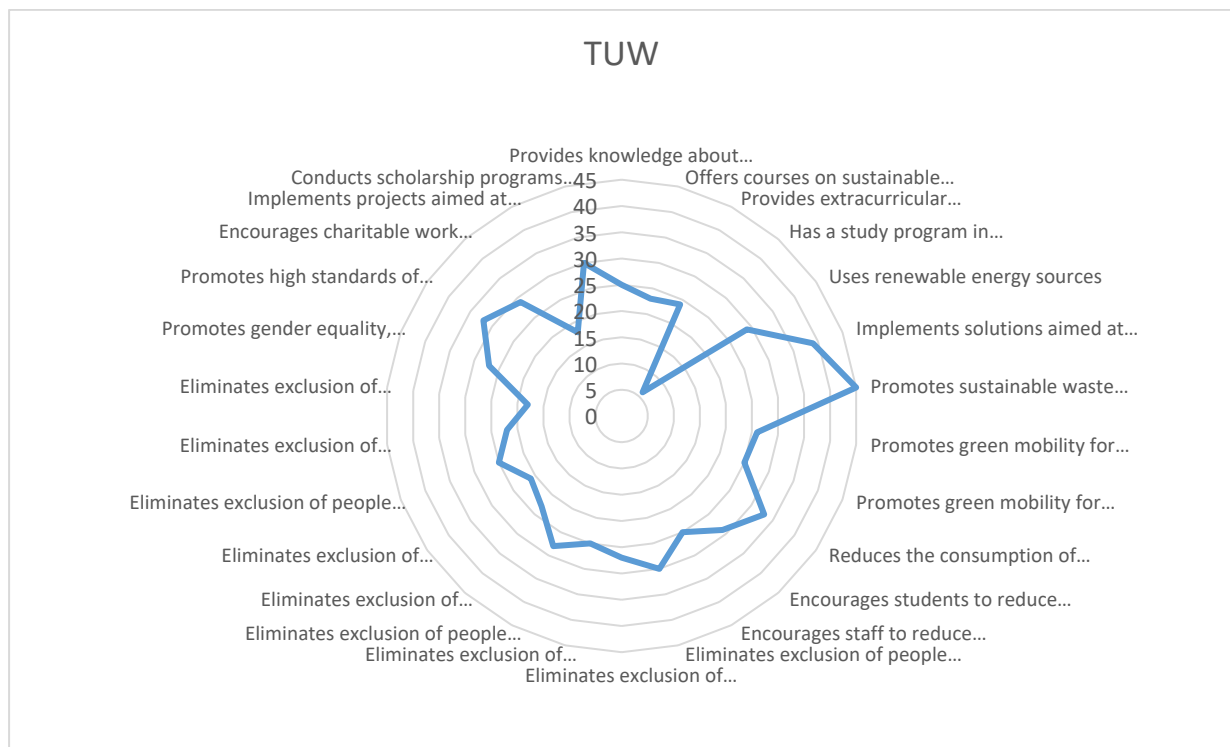 TUW
Provides knowledge about...
Offers courses on sustainable...
Provides extracurricular...
Has a study program in...
Uses renewable energy sources
Implements solutions aimed at...
Promotes sustainable waste...
Promotes green mobility for...
Promotes green mobility for...
Reduces the consumption of...
Encourages students to reduce...
Encourages staff to reduce...
Eliminates exclusion of people...
Eliminates exclusion of...
Eliminates exclusion of...
Eliminates exclusion of people...
Eliminates exclusion of...
Eliminates exclusion of...
Eliminates exclusion of people...
Eliminates exclusion of...
Eliminates exclusion of...
Promotes gender equality,...
Promotes high standards of...
Encourages charitable work...
Implements projects aimed at...
Conducts scholarship programs...
45
40
35
30
25
20
15
10
5
0